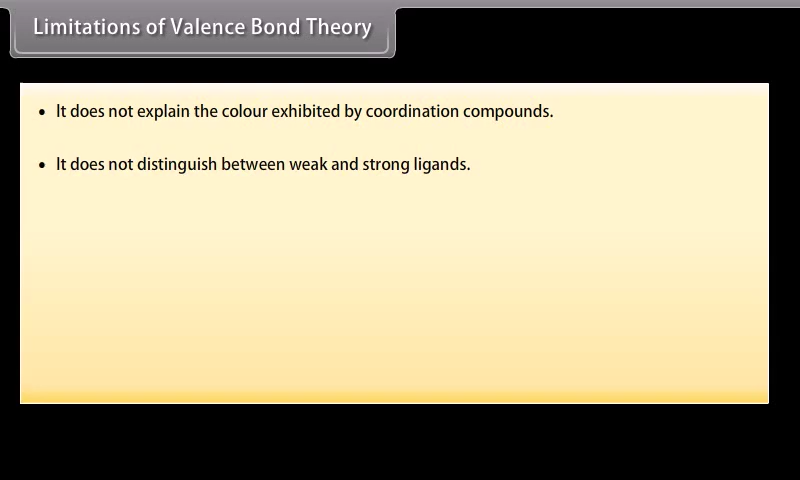 Limitations of Valence Bond Theory
• It does not explain the colour exhibited by coordination compounds.
• It does not distinguish between weak and strong ligands.